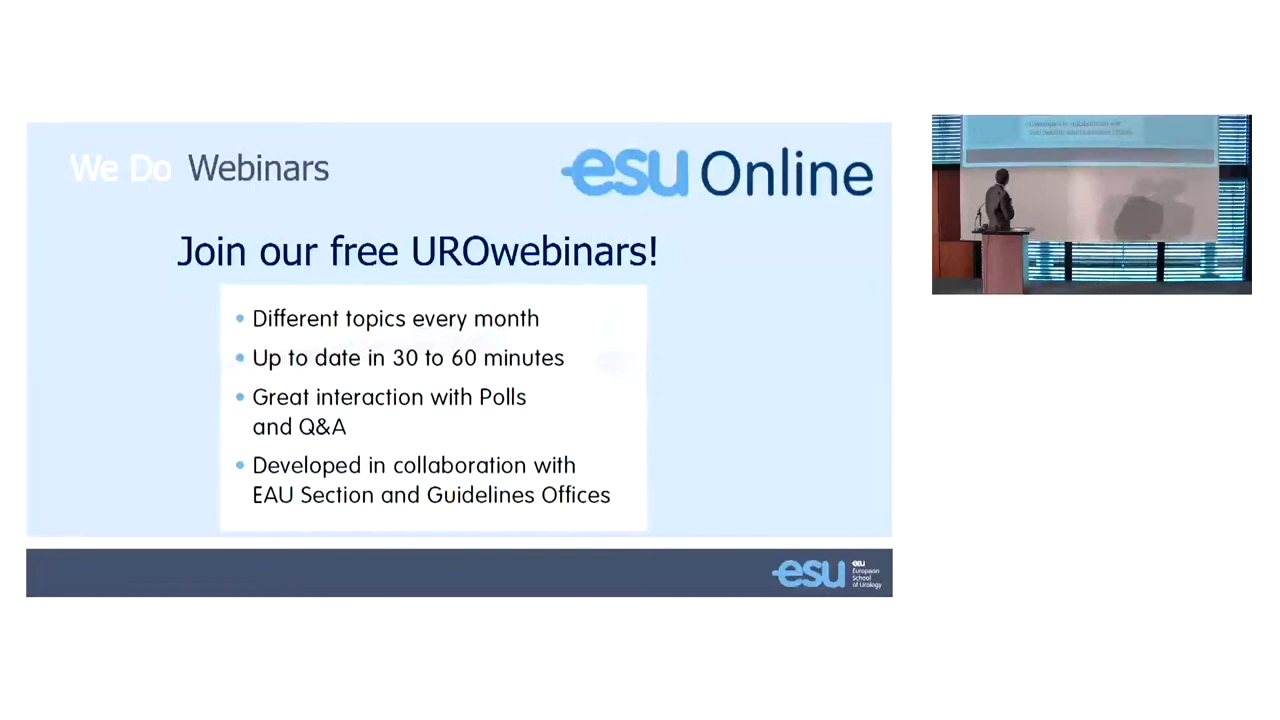 We Do Webinars
esu Online
Join our free UROwebinars!
• Different topics every month
• Up to date in 30 to 60 minutes
• Great interaction with Polls
and Q&A
• Developed in collaboration with
EAU Section and Guidelines Offices
esu
European
School
of Urology